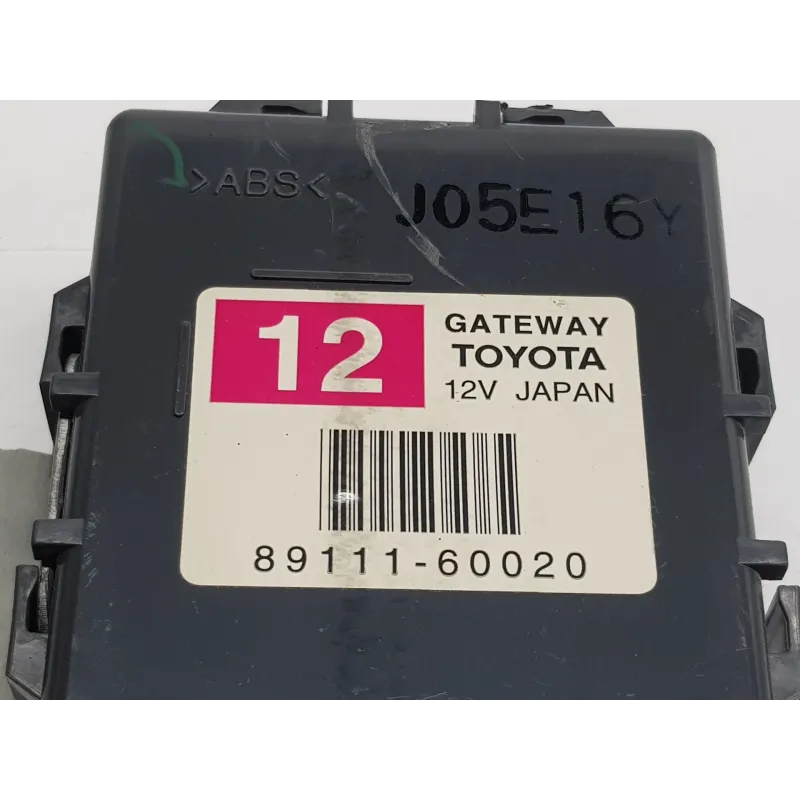 >ABS<
J05E16Y
12
GATEWAY
TOYOTA
12V JAPAN
89111-60020